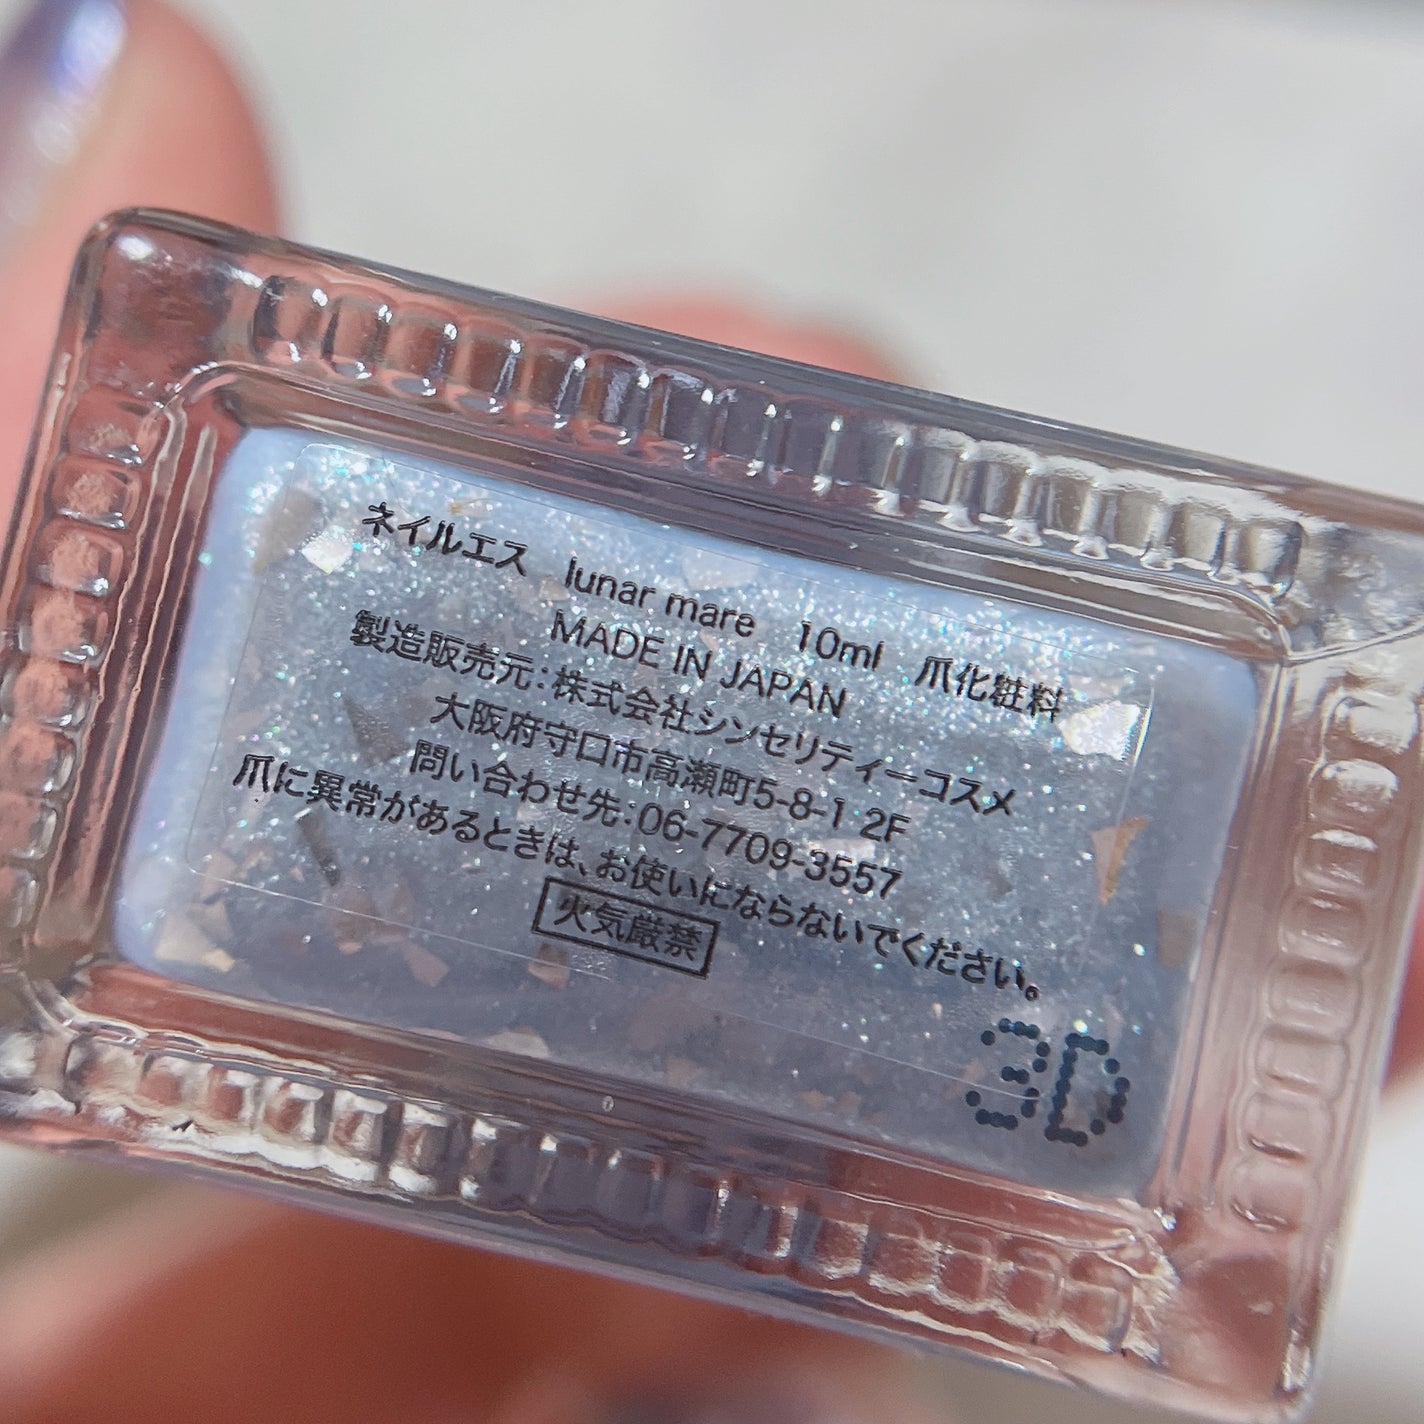 ネイルエス lunar mare 10ml 爪化粧料
MADE IN JAPAN
製造販売元:株式会社シンセリティーコスメ
大阪府守口市高瀬町5-8-1 2F
問い合わせ先:06-7709-3557
爪に異常があるときは、お使いにならないでください。
火気厳禁
3D